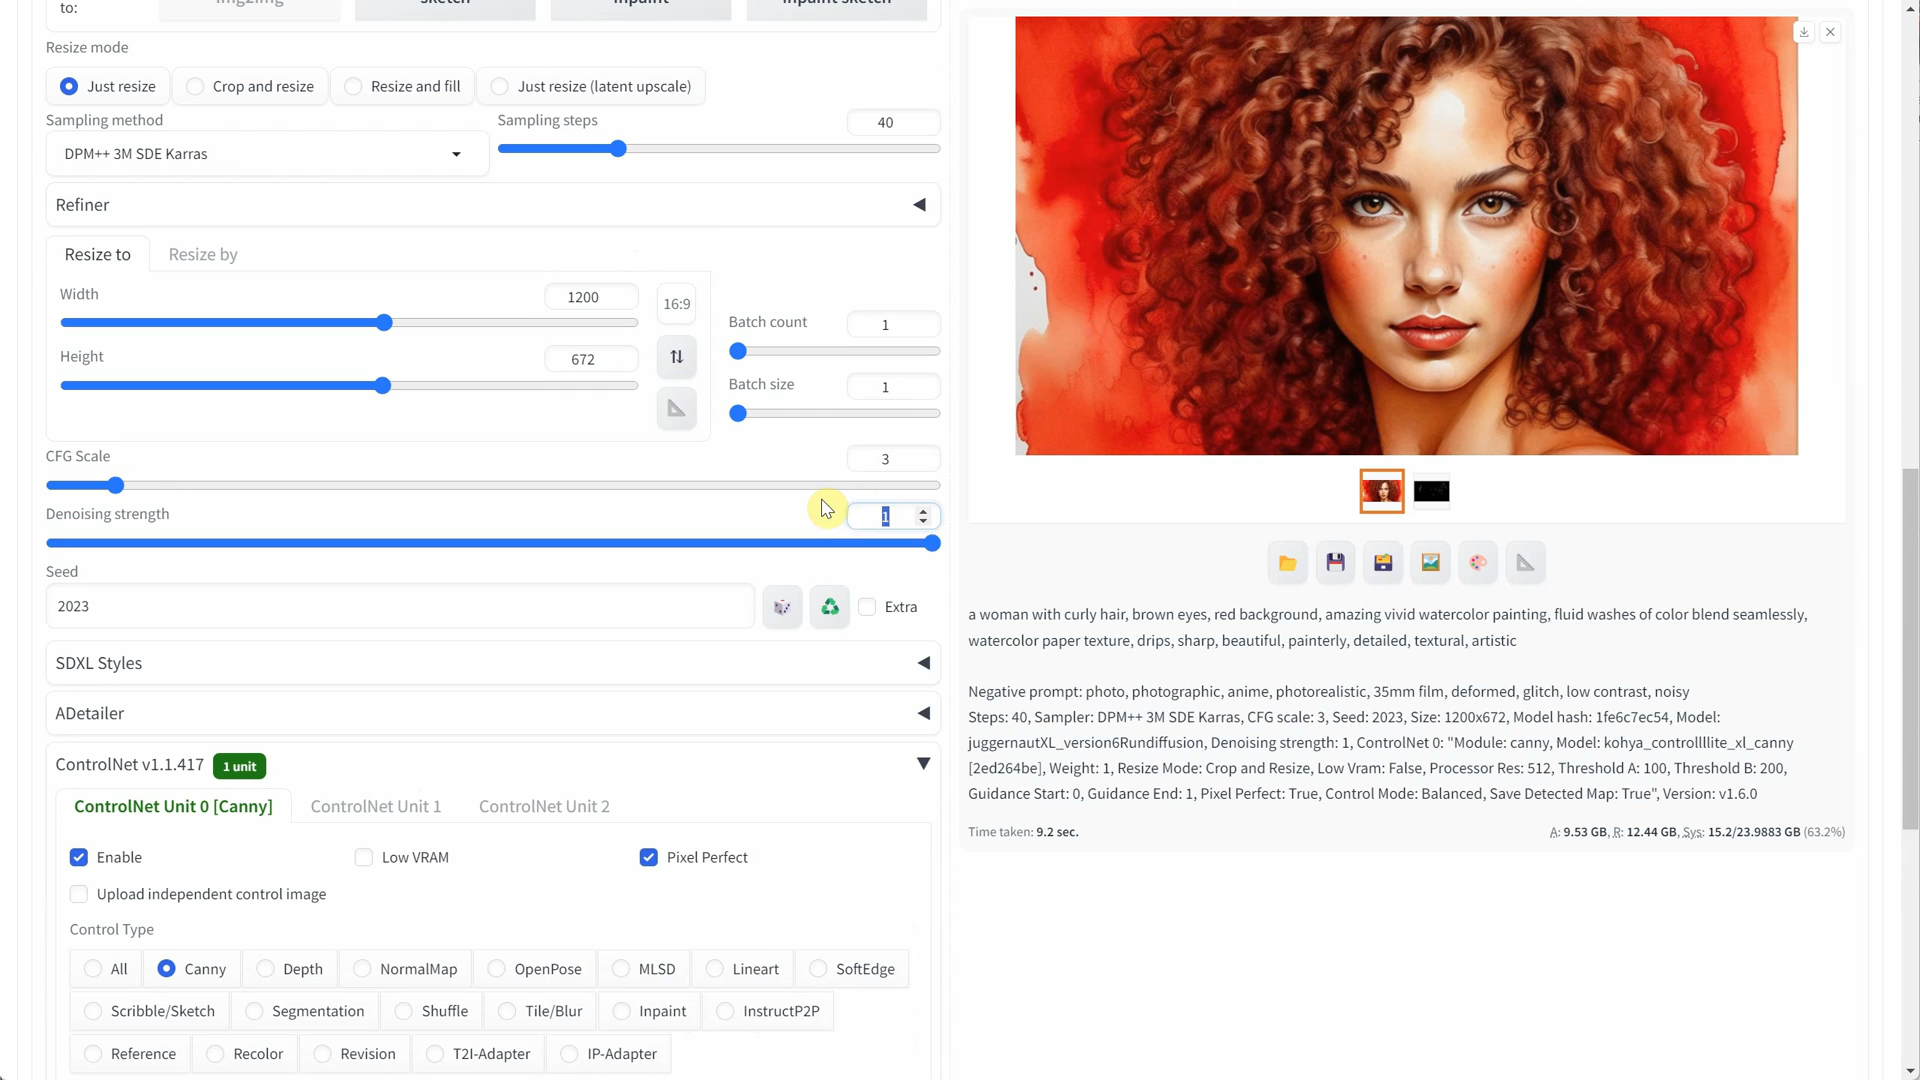 to:
img2img
sketch
inpaint
inpaint sketch
Resize mode
Just resize
Crop and resize
Resize and fill
Just resize (latent upscale)
Sampling method
Sampling steps
40
DPM++ 3M SDE Karras
Refiner
Resize to
Resize by
Width
1200
16:9
Height
672
Batch count
1
Batch size
1
CFG Scale
3
Denoising strength
1
Seed
2023
Extra
SDXL Styles
ADetailer
ControlNet v1.1.417
1 unit
ControlNet Unit 0 [Canny]
ControlNet Unit 1
ControlNet Unit 2
Enable
Low VRAM
Pixel Perfect
Upload independent control image
Control Type
All
Canny
Depth
NormalMap
OpenPose
MLSD
Lineart
SoftEdge
Scribble/Sketch
Segmentation
Shuffle
Tile/Blur
Inpaint
InstructP2P
Reference
Recolor
Revision
T2I-Adapter
IP-Adapter
a woman with curly hair, brown eyes, red background, amazing vivid watercolor painting, fluid washes of color blend seamlessly,
watercolor paper texture, drips, sharp, beautiful, painterly, detailed, textural, artistic
Negative prompt: photo, photographic, anime, photorealistic, 35mm film, deformed, glitch, low contrast, noisy
Steps: 40, Sampler: DPM++ 3M SDE Karras, CFG scale: 3, Seed: 2023, Size: 1200x672, Model hash: 1fe6c7ec54, Model:
juggernautXL_version6Rundiffusion, Denoising strength: 1, ControlNet 0: "Module: canny, Model: kohya_controllllite_xl_canny
[2ed264be], Weight: 1, Resize Mode: Crop and Resize, Low Vram: False, Processor Res: 512, Threshold A: 100, Threshold B: 200,
Guidance Start: 0, Guidance End: 1, Pixel Perfect: True, Control Mode: Balanced, Save Detected Map: True", Version: v1.6.0
Time taken: 9.2 sec.
A: 9.53 GB, R: 12.44 GB, Sys: 15.2/23.9883 GB (63.2%)